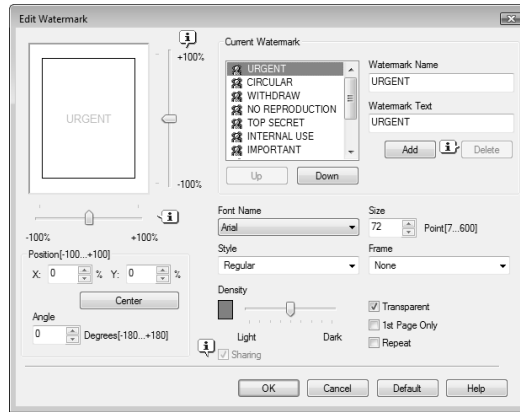 Edit Watermark
URGENT
+100%
-100%
-100% +100%
Position[-100...+100]
X: 0 % Y: 0 %
Center
Angle
0 Degrees[-180...+180]
Current Watermark
URGENT
CIRCULAR
WITHDRAW
NO REPRODUCTION
TOP SECRET
INTERNAL USE
IMPORTANT
Up Down
Watermark Name
URGENT
Watermark Text
URGENT
Add Delete
Font Name
Arial
Size
72 Point[7...600]
Style
Regular
Frame
None
Density
Light Dark
Sharing
Transparent
1st Page Only
Repeat
OK Cancel Default Help